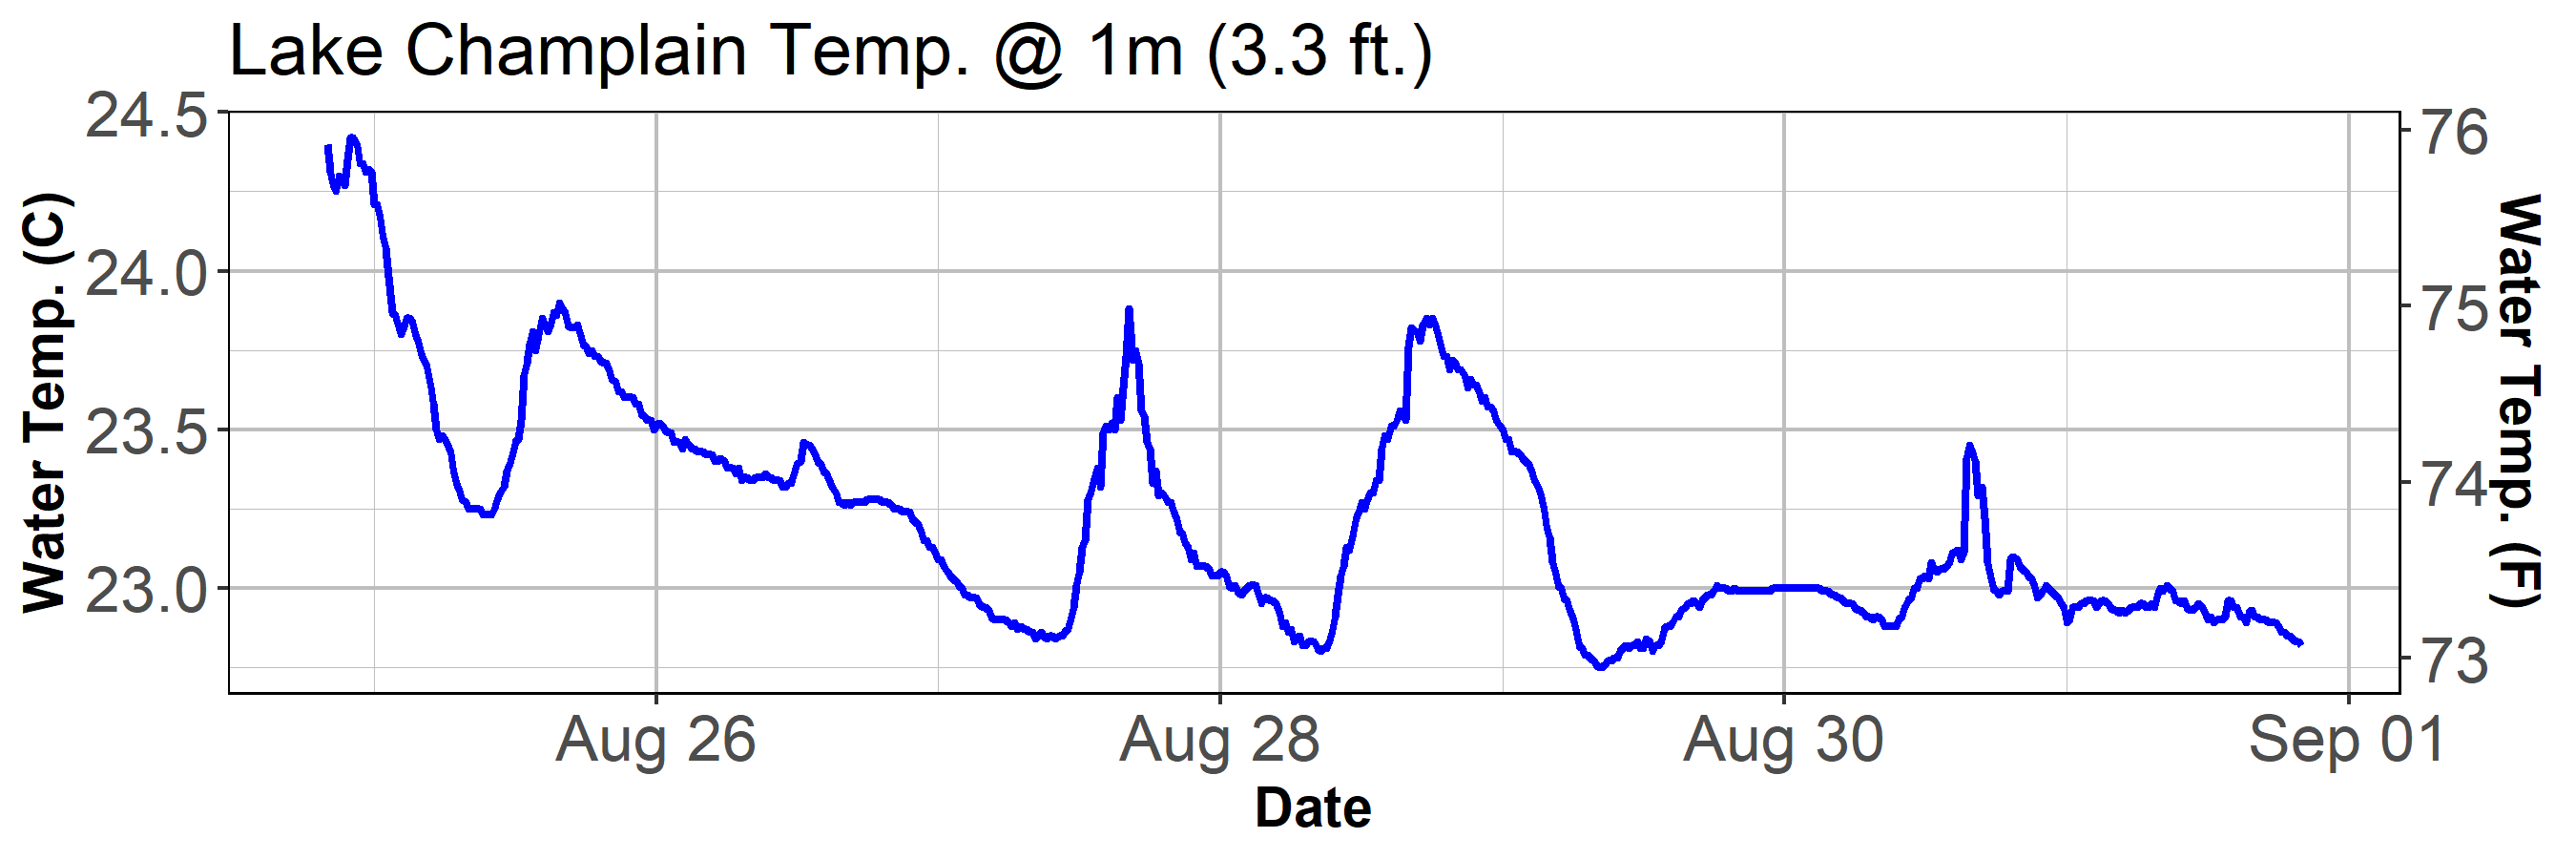 Lake Champlain Temp. @ 1m (3.3 ft.)
Water Temp. (C)
24.5
24.0
23.5
23.0
76
75
74
73
Water Temp. (F)
Aug 26
Aug 28
Aug 30
Sep 01
Date